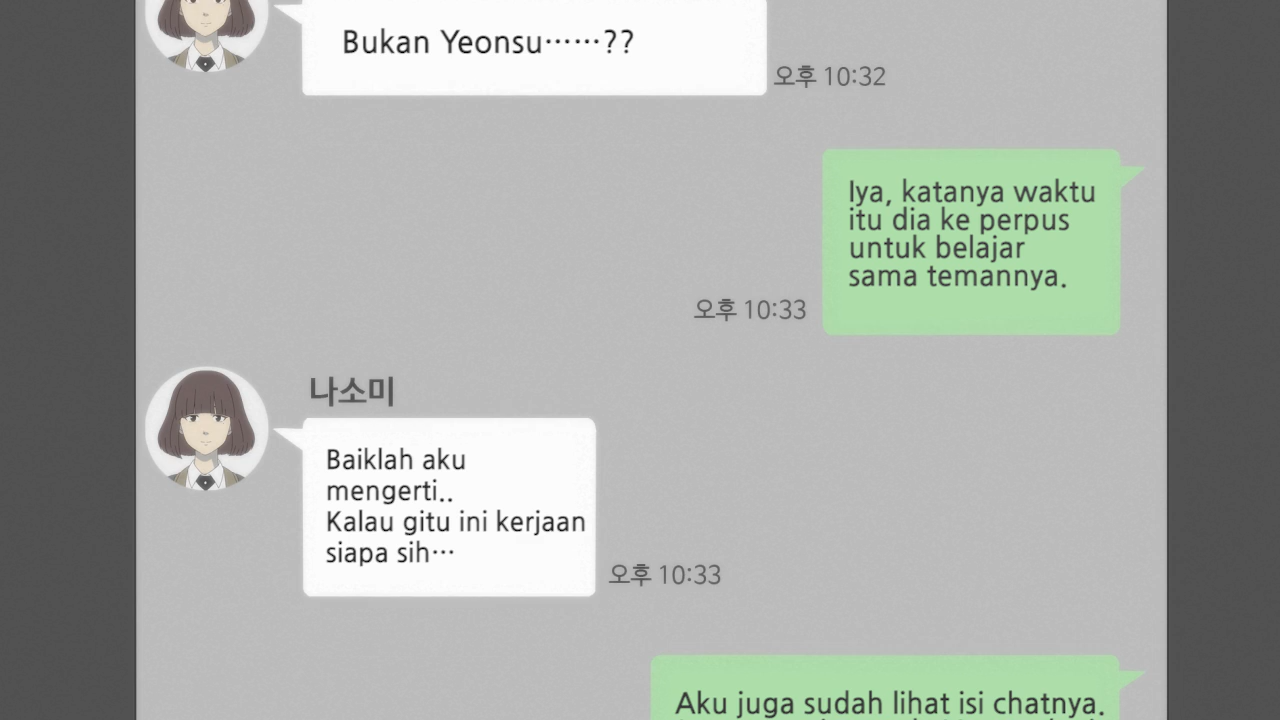 Bukan Yeonsu……??
오후 10:32
Iya, katanya waktu
itu dia ke perpus
untuk belajar
sama temannya.
오후 10:33
나소미
Baiklah aku
mengerti..
Kalau gitu ini kerjaan
siapa sih…
오후 10:33
Aku juga sudah lihat isi chatnya.